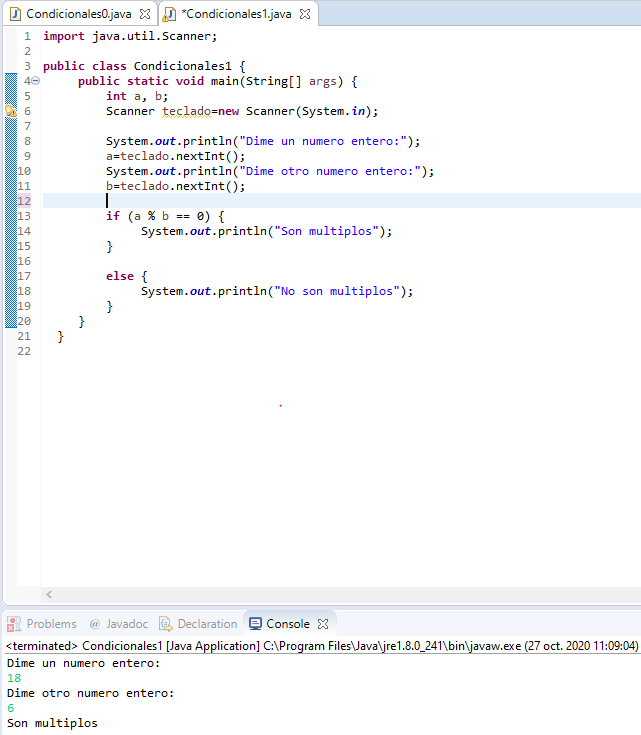 Condicionales0.java *Condicionales1.java
1 import java.util.Scanner;
2
3 public class Condicionales1 {
4 public static void main(String[] args) {
5 int a, b;
6 Scanner teclado=new Scanner(System.in);
7
8 System.out.println("Dime un numero entero:");
9 a=teclado.nextInt();
10 System.out.println("Dime otro numero entero:");
11 b=teclado.nextInt();
12
13 if (a % b == 0) {
14 System.out.println("Son multiplos");
15 }
16
17 else {
18 System.out.println("No son multiplos");
19 }
20 }
21 }
22
Problems @ Javadoc Declaration Console
<terminated> Condicionales1 [Java Application] C:\Program Files\Java\jre1.8.0_241\bin\javaw.exe (27 oct. 2020 11:09:04)
Dime un numero entero:
18
Dime otro numero entero:
6
Son multiplos